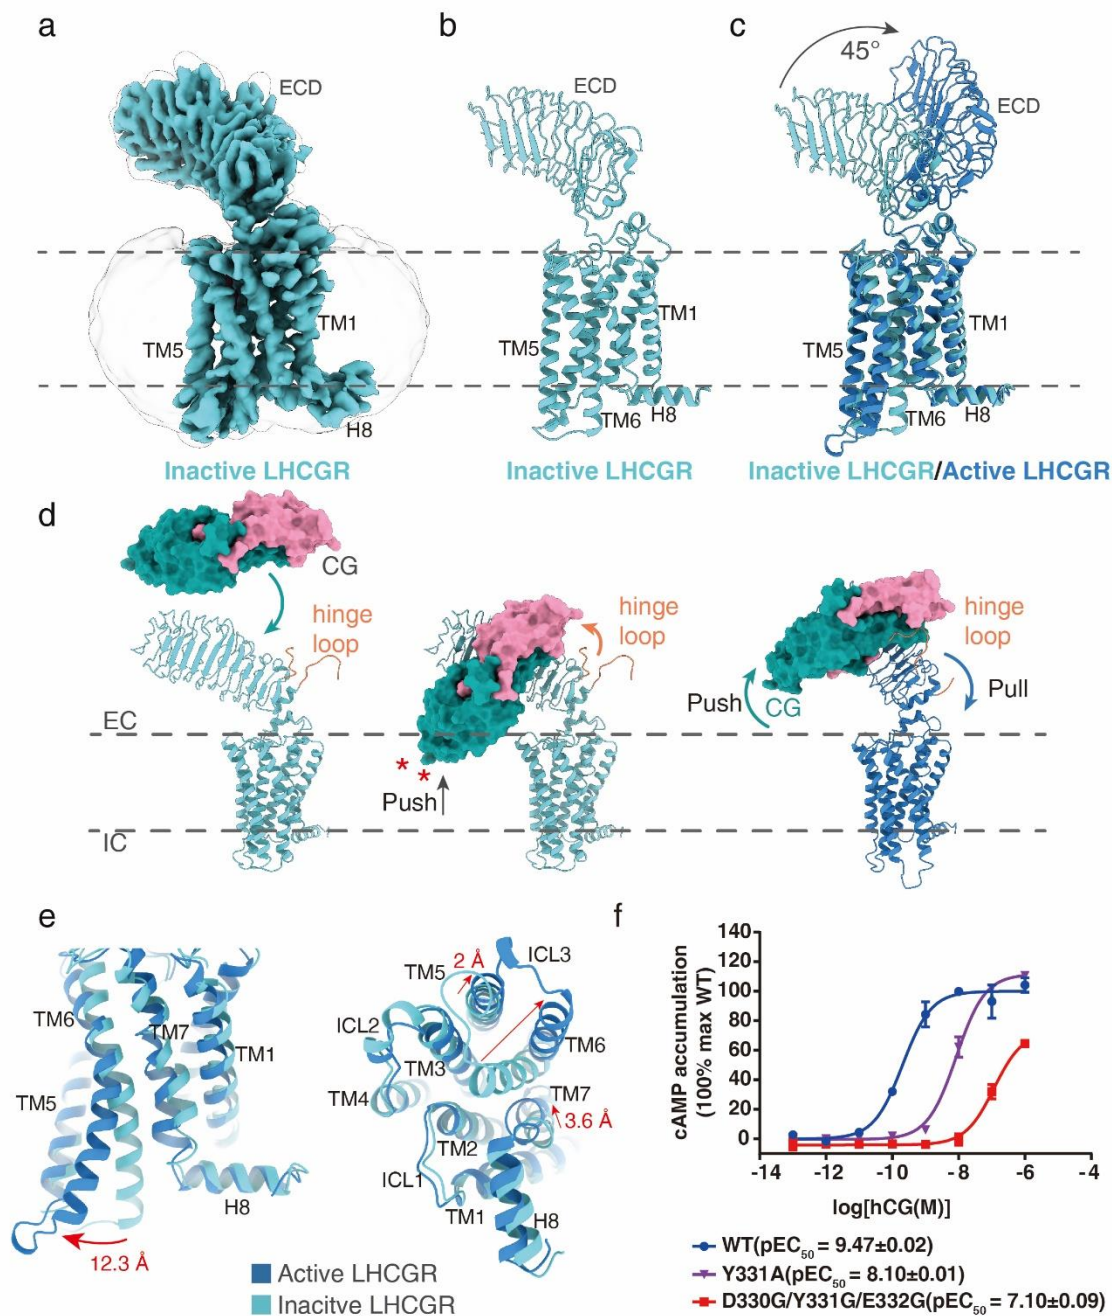 a
ECD
TM5
TM1
H8
Inactive LHCGR
b
ECD
TM5
TM1
TM6
H8
Inactive LHCGR
c
45°
ECD
TM5
TM1
TM6
H8
Inactive LHCGR/Active LHCGR
d
CG
hinge
loop
EC
IC
* *
Push
hinge
loop
Push
CG
hinge
loop
Pull
e
TM6
TM7
TM1
TM5
H8
12.3 Å
ICL3
2 Å
TM5
ICL2
TM6
TM3
TM7
TM4
3.6 Å
TM2
ICL1
TM1
H8
Active LHCGR
Inacitve LHCGR
f
cAMP accumulation
(100% max WT)
140
120
100
80
60
40
20
0
-14
-12
-10
-8
-6
-4
log[hCG(M)]
WT(pEC50 = 9.47±0.02)
Y331A(pEC50 = 8.10±0.01)
D330G/Y331G/E332G(pEC50 = 7.10±0.09)